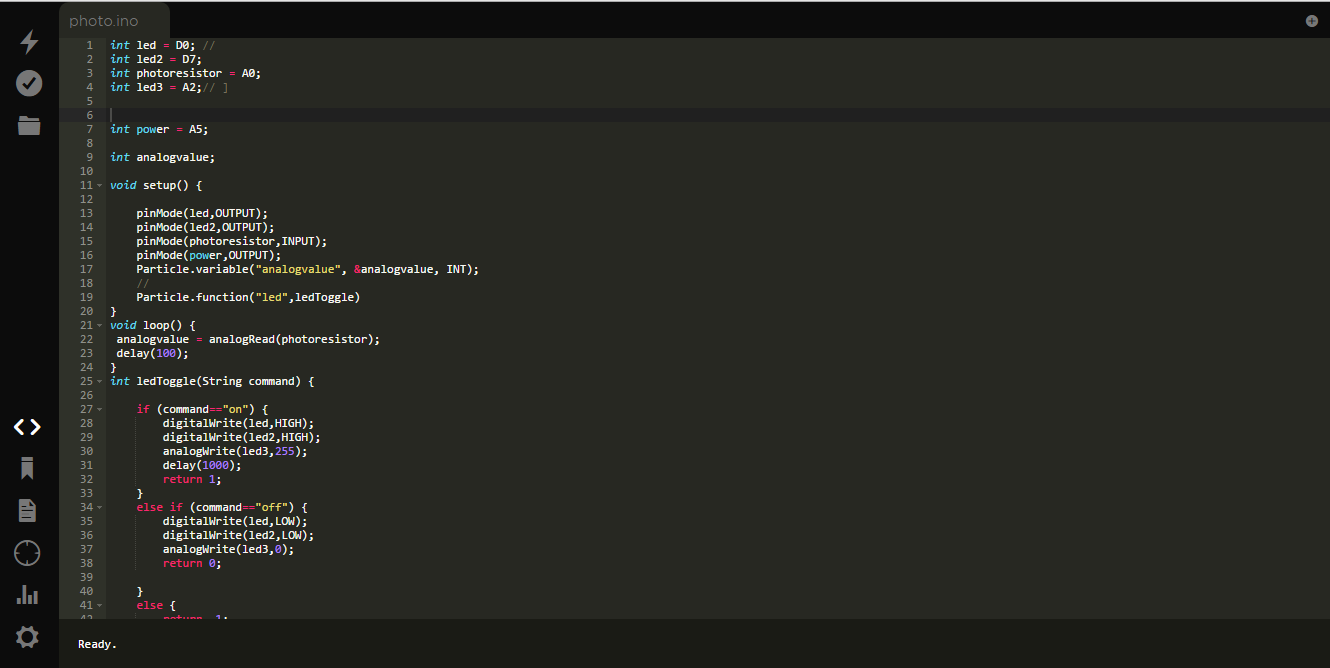 photo.ino
1 int led = D0; //
2 int led2 = D7;
3 int photoresistor = A0;
4 int led3 = A2;// ]
5
6
7 int power = A5;
8
9 int analogvalue;
10
11 void setup() {
12
13 pinMode(led,OUTPUT);
14 pinMode(led2,OUTPUT);
15 pinMode(photoresistor,INPUT);
16 pinMode(power,OUTPUT);
17 Particle.variable("analogvalue", &analogvalue, INT);
18 //
19 Particle.function("led",ledToggle)
20 }
21 void loop() {
22 analogvalue = analogRead(photoresistor);
23 delay(100);
24 }
25 int ledToggle(String command) {
26
27 if (command=="on") {
28 digitalWrite(led,HIGH);
29 digitalWrite(led2,HIGH);
30 analogWrite(led3,255);
31 delay(1000);
32 return 1;
33 }
34 else if (command=="off") {
35 digitalWrite(led,LOW);
36 digitalWrite(led2,LOW);
37 analogWrite(led3,0);
38 return 0;
39
40 }
41 else {
42 return -1;
Ready.